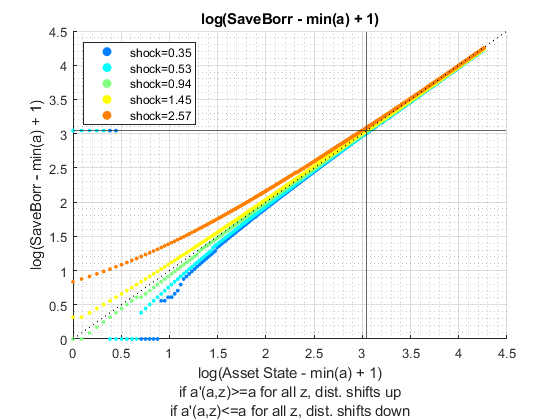 log(SaveBorr - min(a) + 1)
4.5
4
3.5
3
2.5
2
1.5
1
0.5
0
log(SaveBorr - min(a) + 1)
shock=0.35
shock=0.53
shock=0.94
shock=1.45
shock=2.57
0 0.5 1 1.5 2 2.5 3 3.5 4 4.5
log(Asset State - min(a) + 1)
if a'(a,z)>=a for all z, dist. shifts up
if a'(a,z)<=a for all z, dist. shifts down